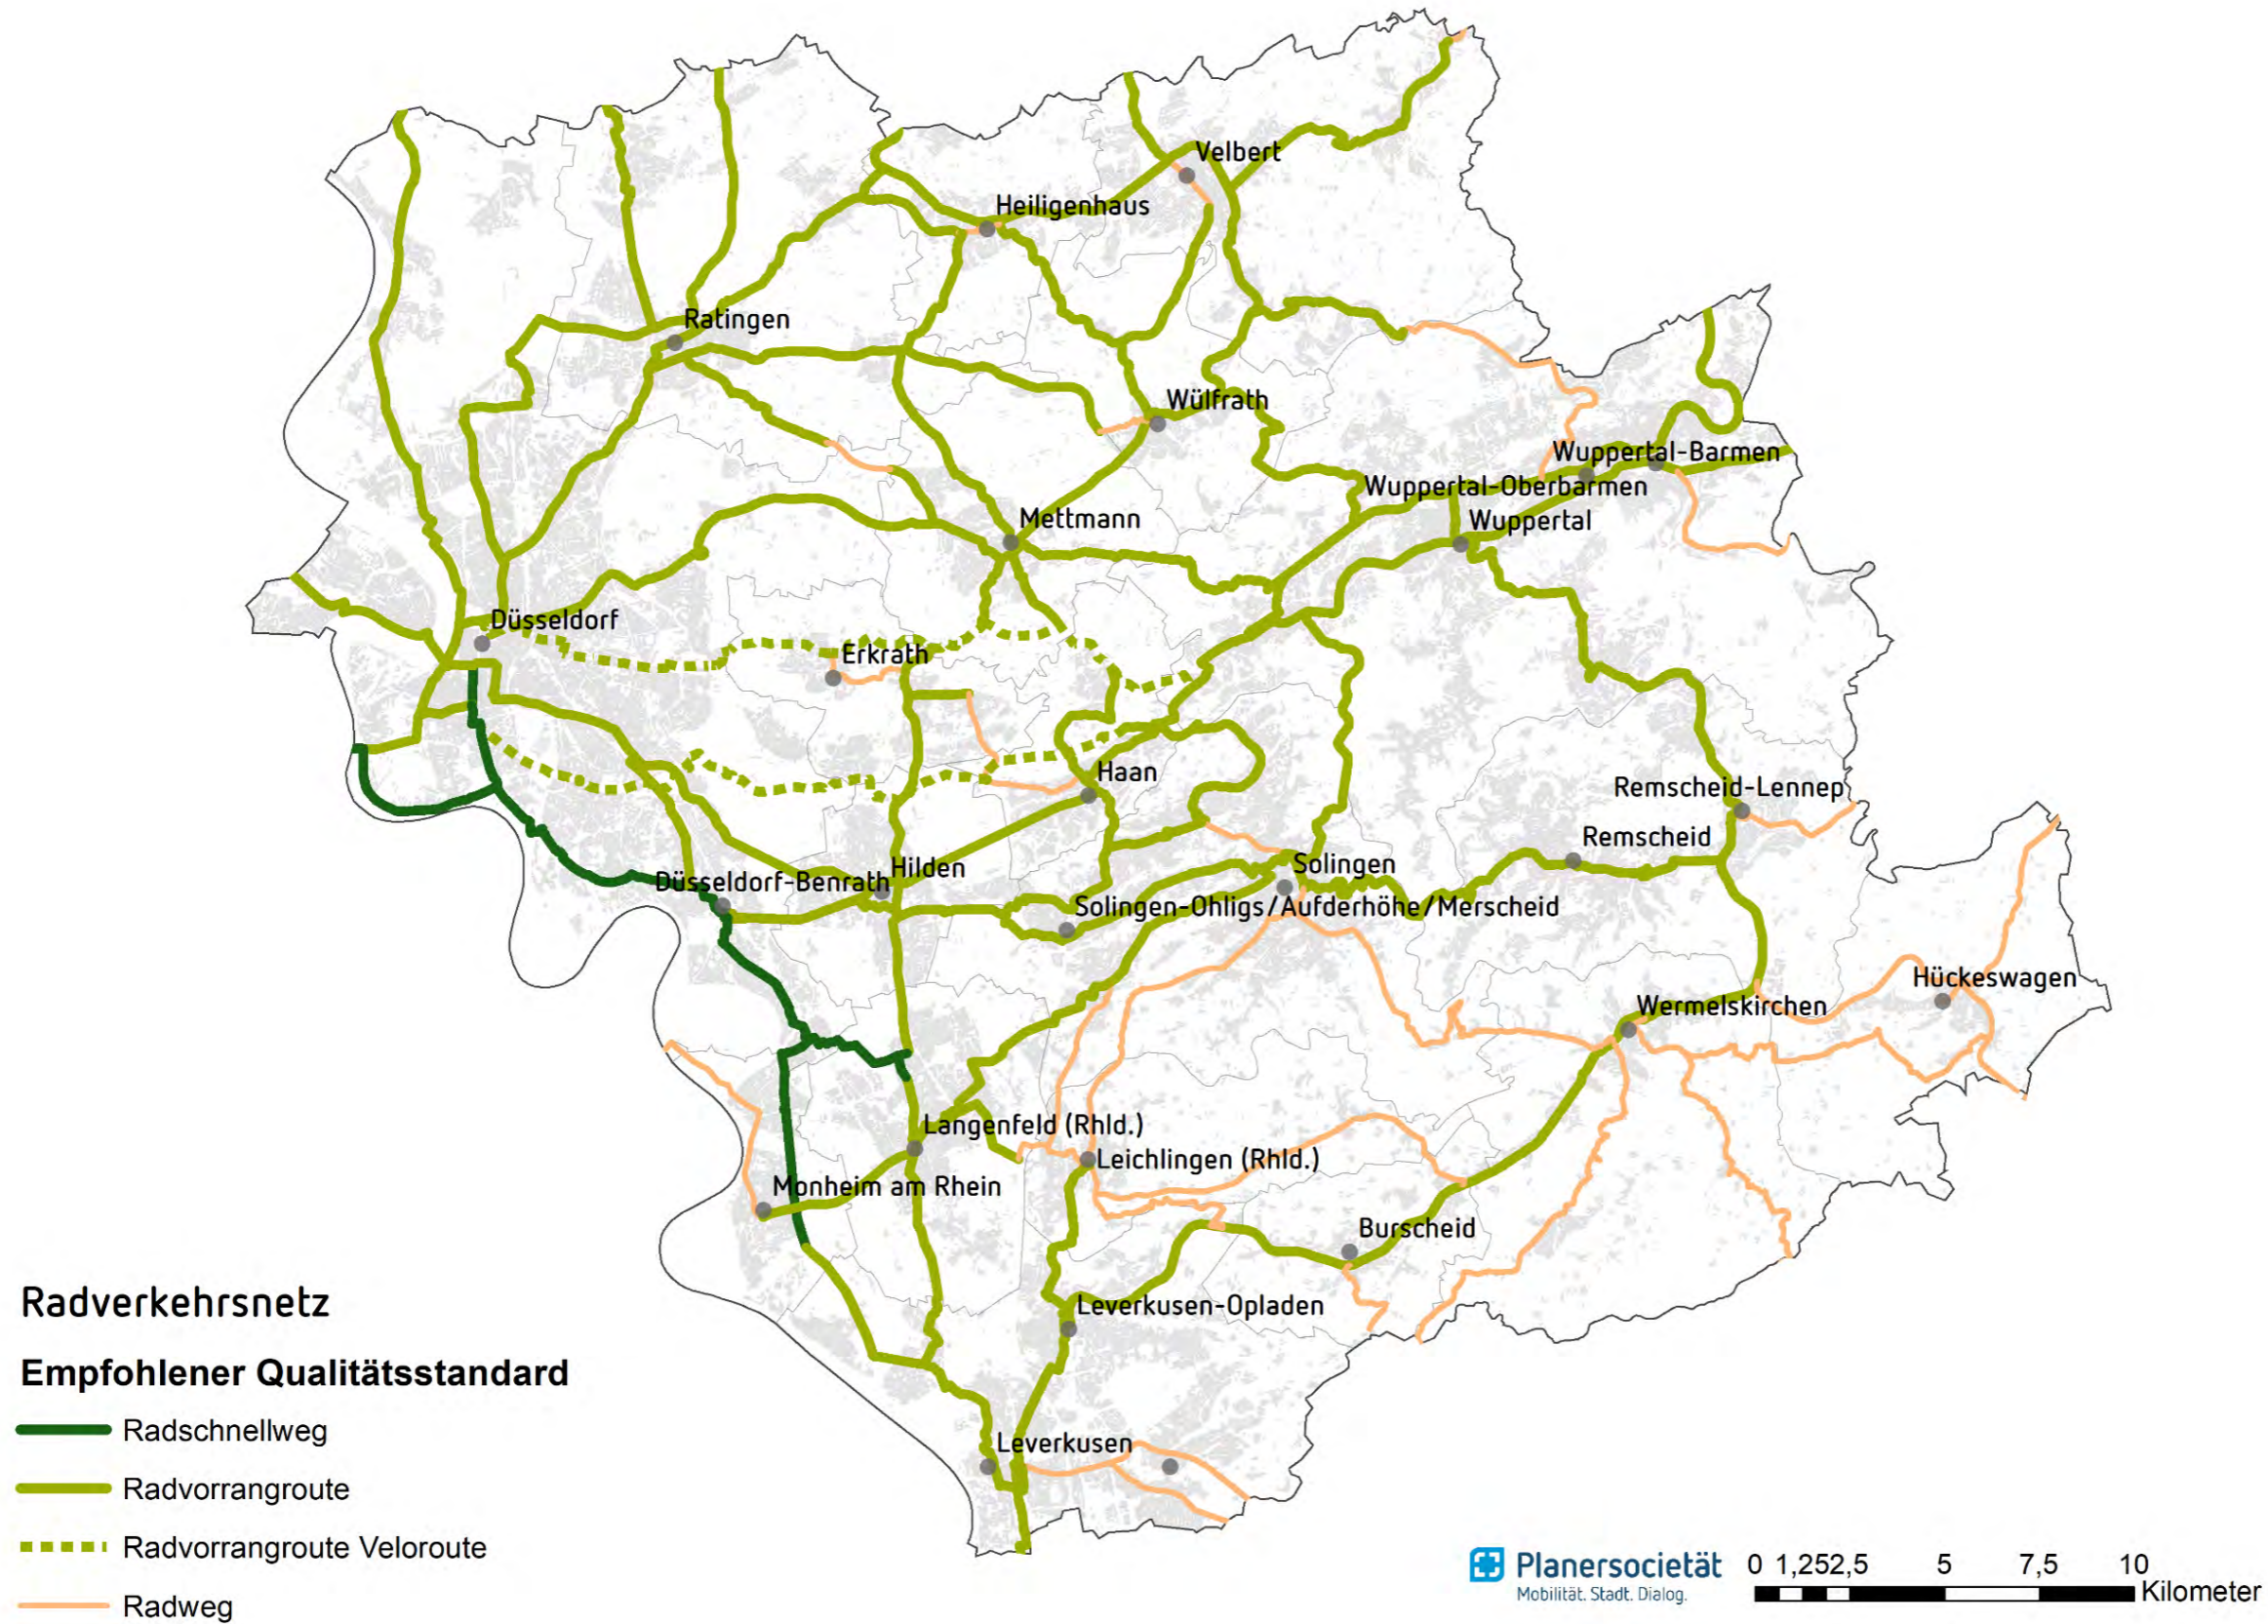 Velbert
Heiligenhaus
Ratingen
Wülfrath
Wuppertal-Barmen
Wuppertal-Oberbarmen
Mettmann
Wuppertal
Düsseldorf
Erkrath
Haan
Remscheid-Lennep
Remscheid
Solingen
Hilden
Düsseldorf-Benrath
Solingen-Ohligs/Aufderhöhe/Merscheid
Hückeswagen
Wermelskirchen
Langenfeld (Rhld.)
Leichlingen (Rhld.)
Monheim am Rhein
Burscheid
Leverkusen-Opladen
Leverkusen
Radverkehrsnetz
Empfohlener Qualitätsstandard
Radschnellweg
Radvorrangroute
Radvorrangroute Veloroute
Radweg
Planersocietät
Mobilität. Stadt. Dialog.
0 1,252,5 5 7,5 10
Kilometer